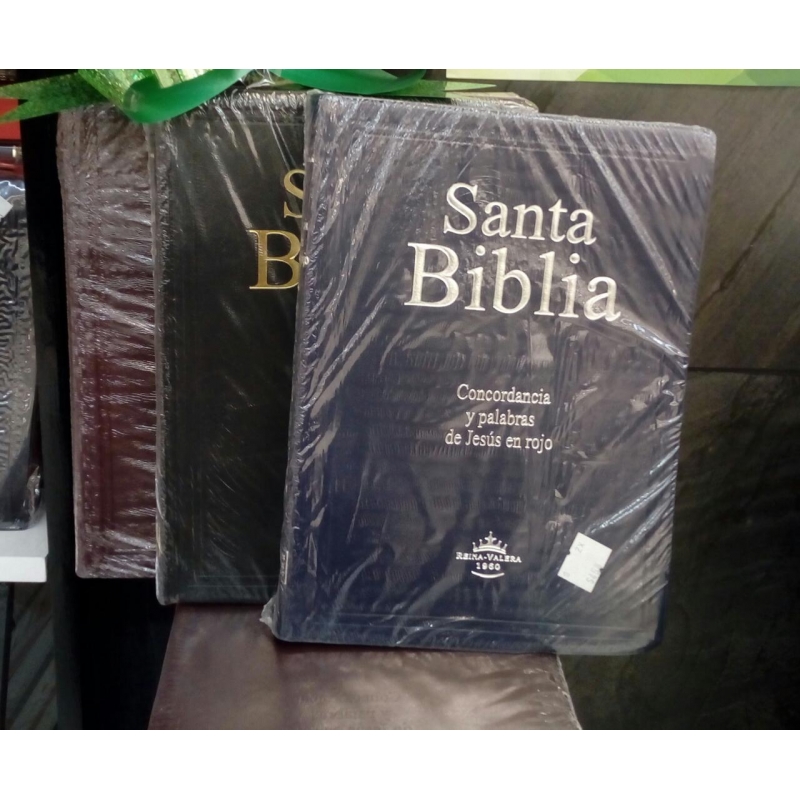 Santa
Biblia
Concordancia
y palabras
de Jesús en rojo
REINA-VALERA
1960
S
B